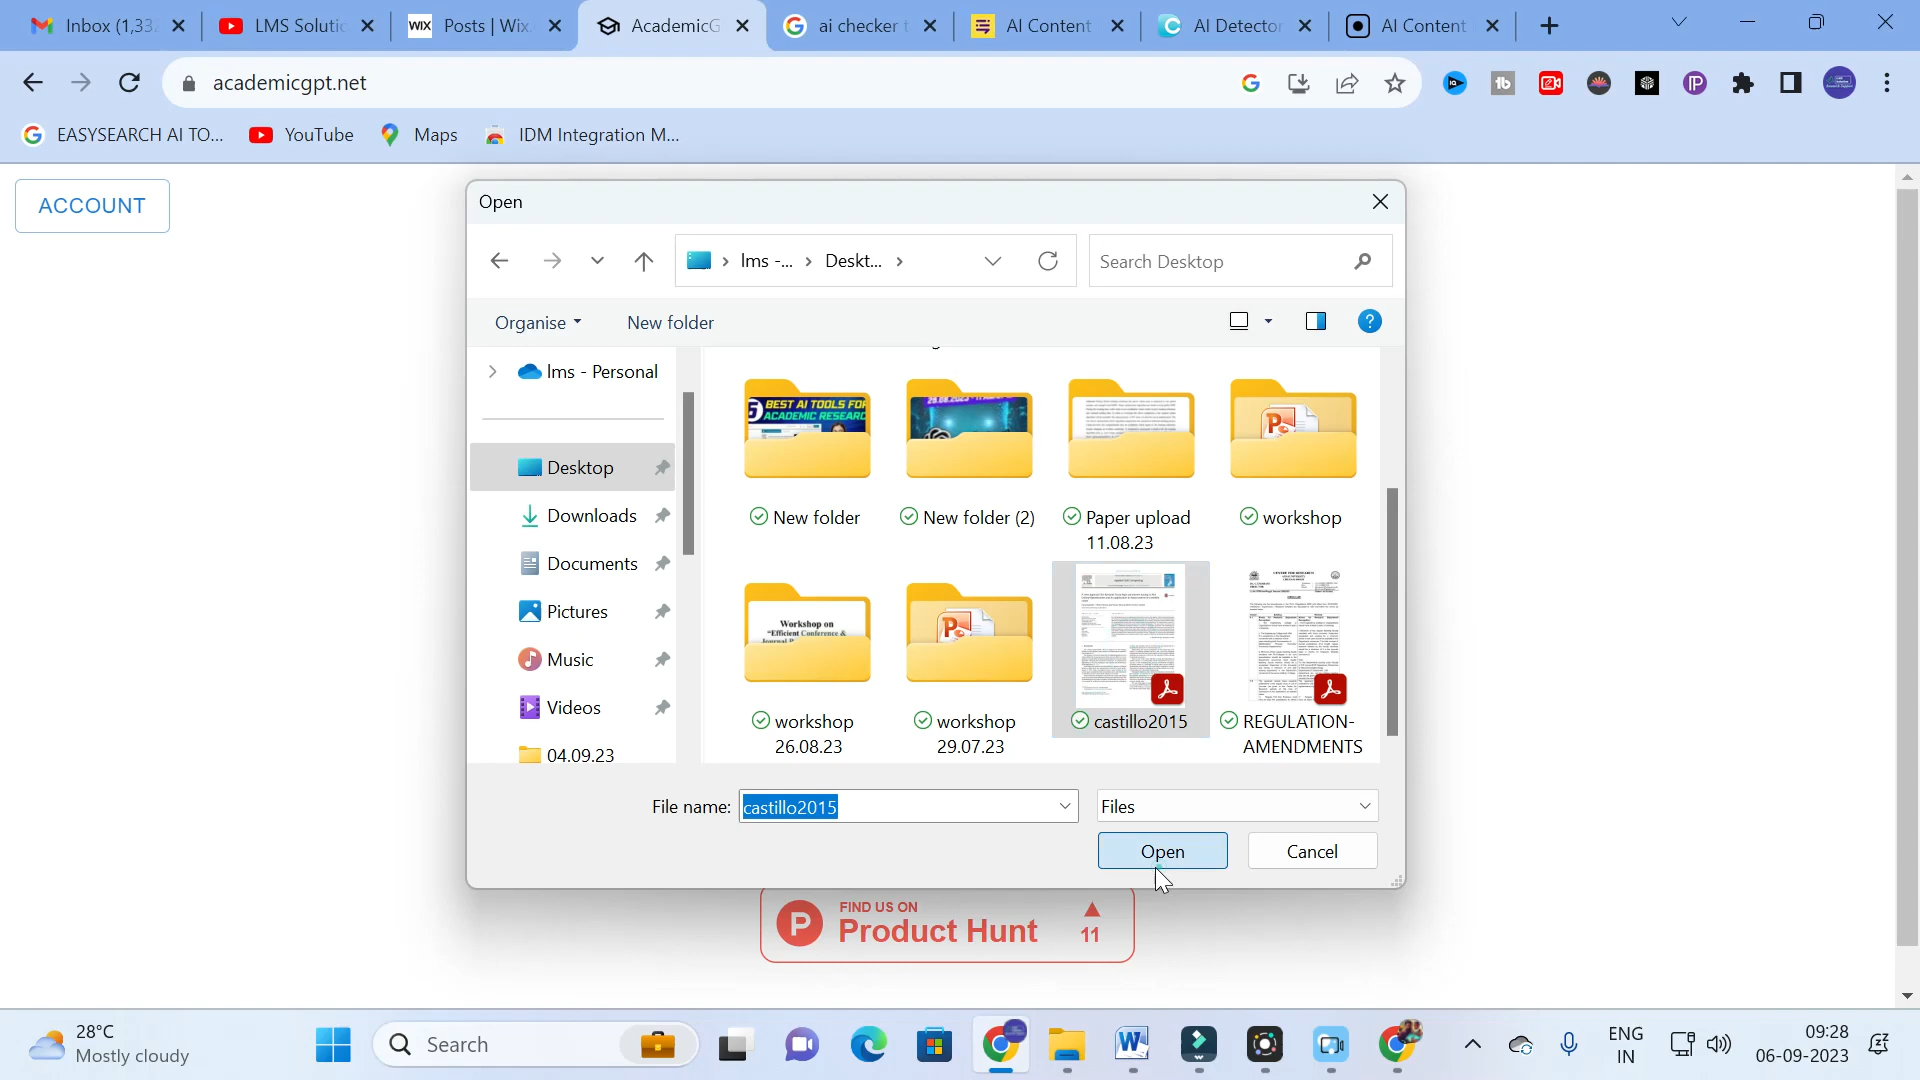 Inbox (1,33
LMS Solutic
WIX Posts | Wix.
AcademicG
ai checker t
AI Content
AI Detector
AI Content
academicgpt.net
EASYSEARCH AI TO...
YouTube
Maps
IDM Integration M...
ACCOUNT
Open
lms -... > Deskt... >
Search Desktop
Organise
New folder
lms - Personal
Desktop
Downloads
Documents
Pictures
Music
Videos
04.09.23
5 BEST AI TOOLS FOR
ACADEMIC RESEARC
New folder
New folder (2)
Paper upload
11.08.23
workshop
Workshop on
"Efficient Conference &
workshop
26.08.23
workshop
29.07.23
castillo2015
REGULATION-
AMENDMENTS
File name:
castillo2015
Files
Open
Cancel
FIND US ON
Product Hunt
11
28°C
Mostly cloudy
Search
ENG
IN
09:28
06-09-2023